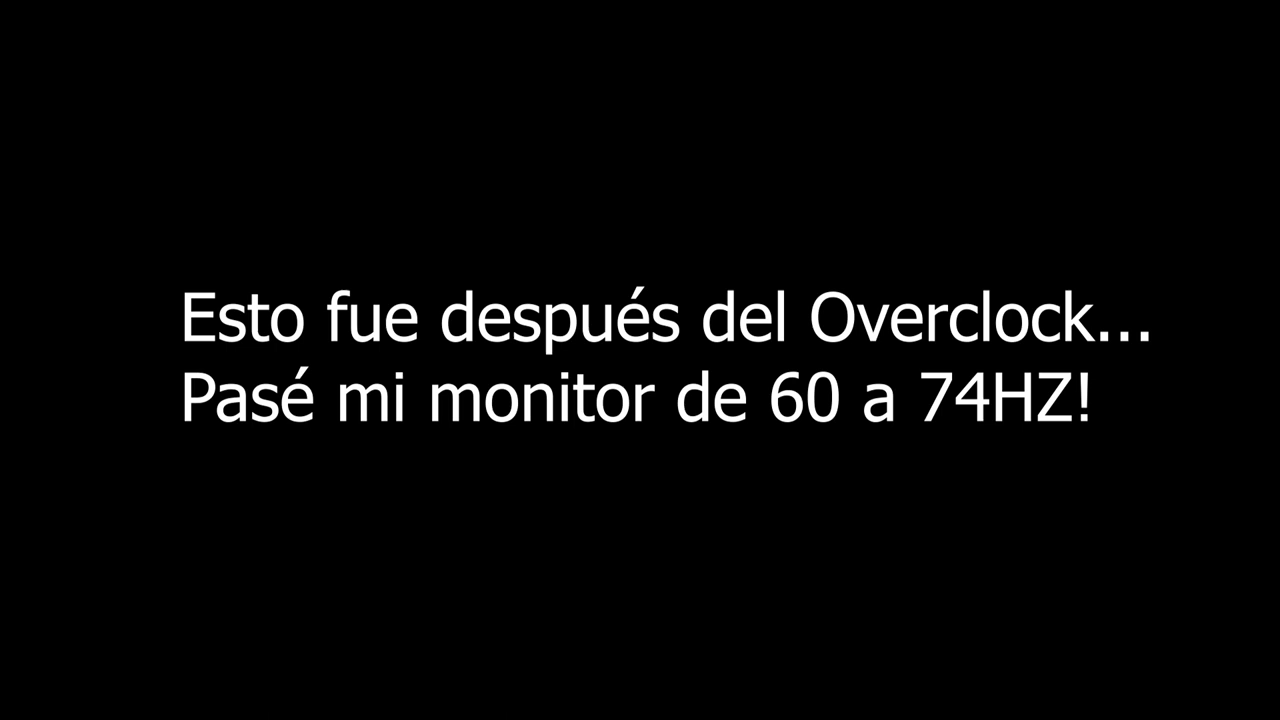 Esto fue después del Overclock...
Pasé mi monitor de 60 a 74HZ!